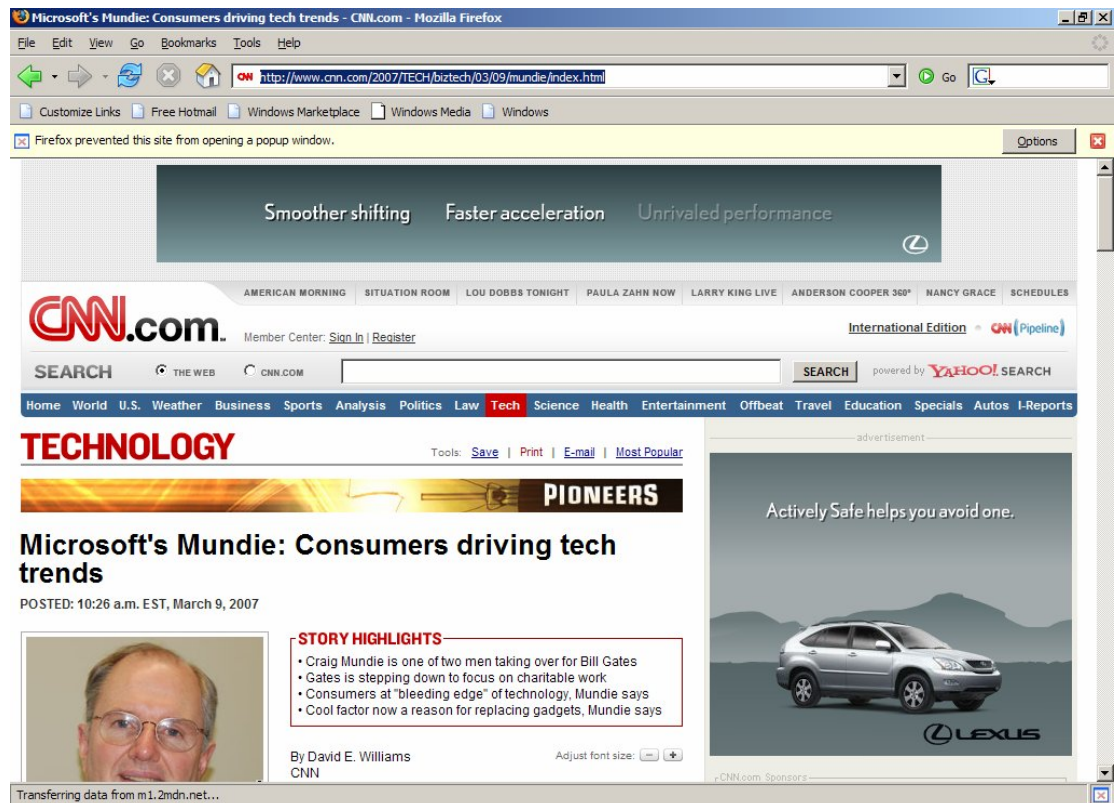 Microsoft's Mundie: Consumers driving tech trends - CNN.com - Mozilla Firefox
File Edit View Go Bookmarks Tools Help
CNN http://www.cnn.com/2007/TECH/biztech/03/09/mundie/index.html Go G
Customize Links Free Hotmail Windows Marketplace Windows Media Windows
Firefox prevented this site from opening a popup window. Options
Smoother shifting Faster acceleration Unrivaled performance
AMERICAN MORNING SITUATION ROOM LOU DOBBS TONIGHT PAULA ZAHN NOW LARRY KING LIVE ANDERSON COOPER 360° NANCY GRACE SCHEDULES
CNN.com
Member Center: Sign In | Register
International Edition CNN Pipeline
SEARCH THE WEB CNN.COM SEARCH powered by YAHOO! SEARCH
Home World U.S. Weather Business Sports Analysis Politics Law Tech Science Health Entertainment Offbeat Travel Education Specials Autos I-Reports
TECHNOLOGY
Tools: Save | Print | E-mail | Most Popular
PIONEERS
Microsoft's Mundie: Consumers driving tech
trends
POSTED: 10:26 a.m. EST, March 9, 2007
STORY HIGHLIGHTS
• Craig Mundie is one of two men taking over for Bill Gates
• Gates is stepping down to focus on charitable work
• Consumers at "bleeding edge" of technology, Mundie says
• Cool factor now a reason for replacing gadgets, Mundie says
By David E. Williams
CNN
Adjust font size: - +
advertisement
Actively Safe helps you avoid one.
LEXUS
CNN.com Sponsors
Transferring data from m1.2mdn.net...